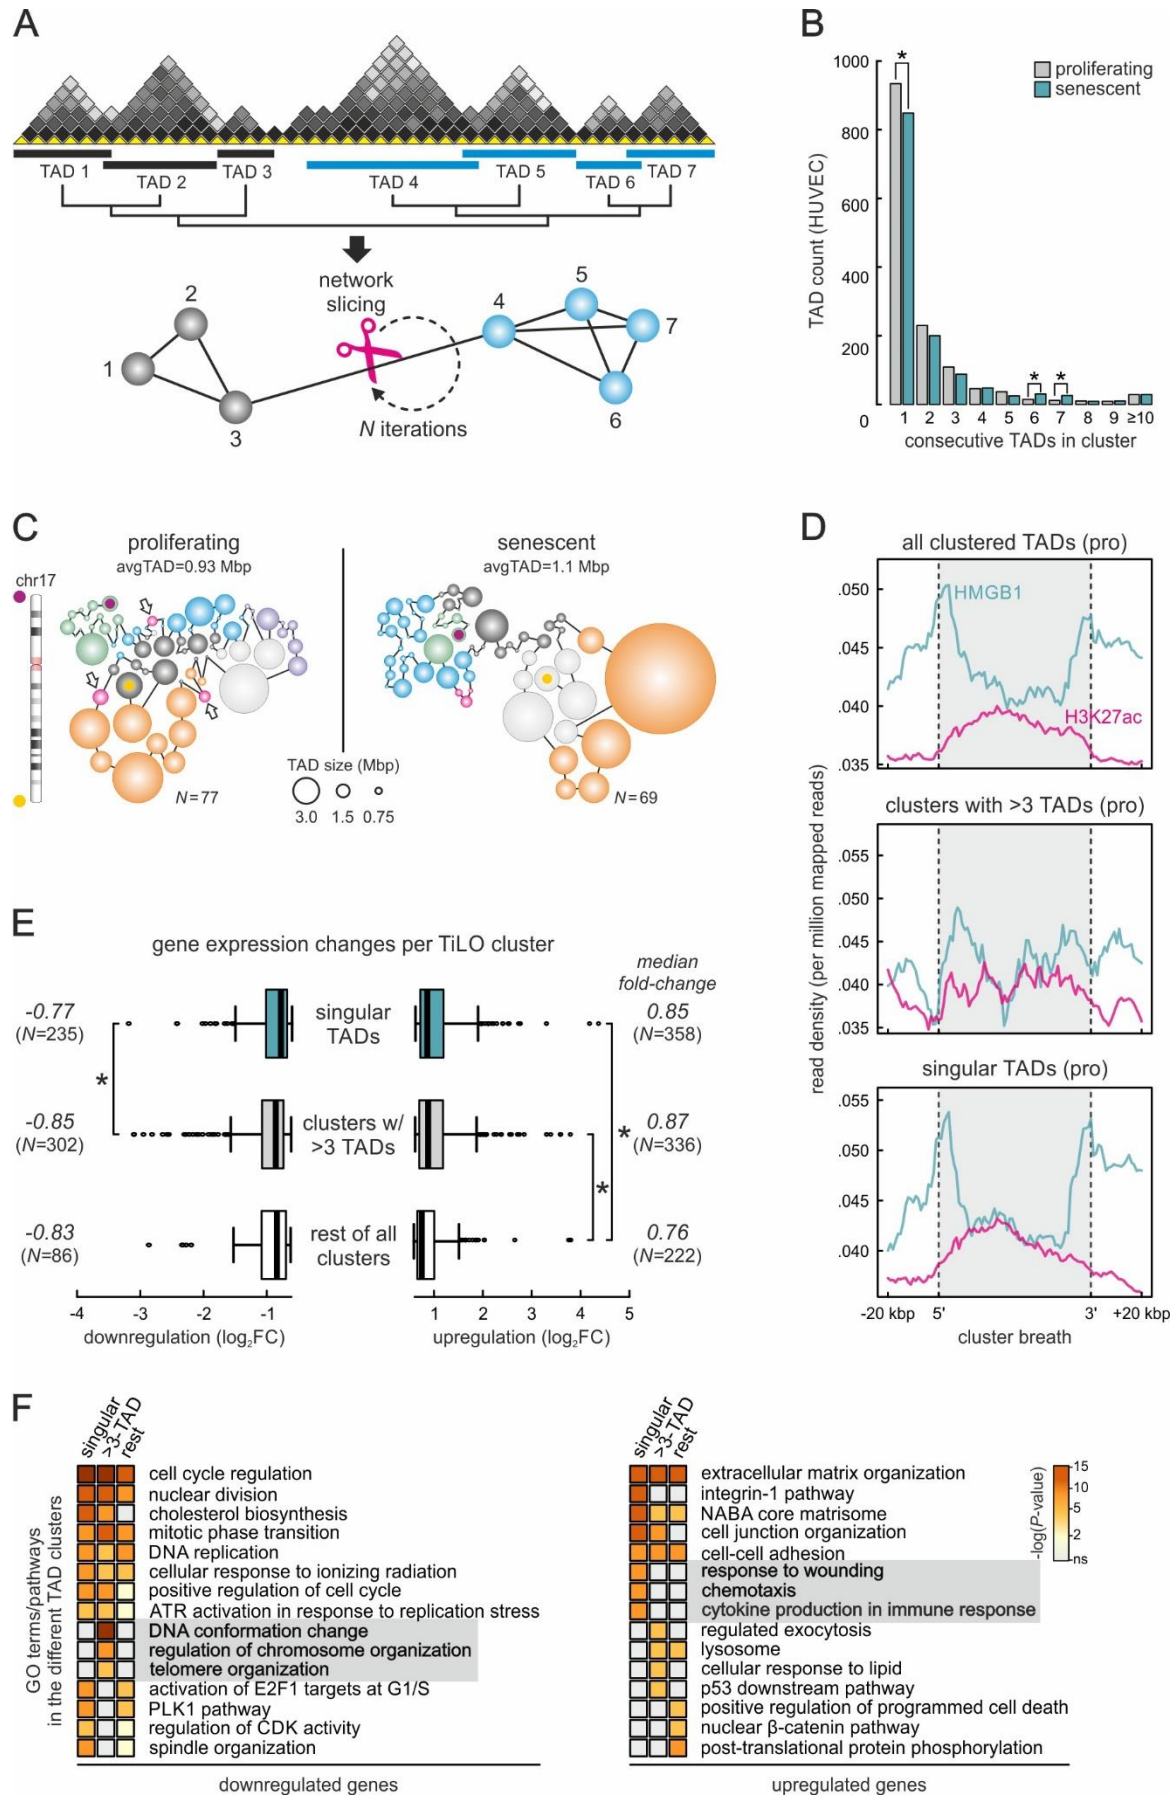 A
TAD 1
TAD 2
TAD 3
TAD 4
TAD 5
TAD 6
TAD 7
network
slicing
N iterations
1
2
3
4
5
6
7
B
proliferating
senescent
TAD count (HUVEC)
1000
800
600
400
200
0
1 2 3 4 5 6 7 8 9 ≥10
* * *
consecutive TADs in cluster
C
proliferating
avgTAD=0.93 Mbp
senescent
avgTAD=1.1 Mbp
chr17
N=77
TAD size (Mbp)
3.0 1.5 0.75
N=69
D
all clustered TADs (pro)
HMGB1
H3K27ac
.050
.045
.040
.035
clusters with >3 TADs (pro)
.055
.050
.045
.040
.035
singular TADs (pro)
.055
.050
.045
.040
read density (per million mapped reads)
-20 kbp 5' 3' +20 kbp
cluster breath
E
gene expression changes per TiLO cluster
median
fold-change
-0.77
(N=235)
singular
TADs
0.85
(N=358)
*
-0.85
(N=302)
clusters w/
>3 TADs
0.87
(N=336)
*
*
-0.83
(N=86)
rest of all
clusters
0.76
(N=222)
-4 -3 -2 -1
1 2 3 4 5
downregulation (log₂FC)
upregulation (log₂FC)
F
singular
>3-TAD
rest
GO terms/pathways
in the different TAD clusters
cell cycle regulation
nuclear division
cholesterol biosynthesis
mitotic phase transition
DNA replication
cellular response to ionizing radiation
positive regulation of cell cycle
ATR activation in response to replication stress
DNA conformation change
regulation of chromosome organization
telomere organization
activation of E2F1 targets at G1/S
PLK1 pathway
regulation of CDK activity
spindle organization
downregulated genes
singular
>3-TAD
rest
extracellular matrix organization
integrin-1 pathway
NABA core matrisome
cell junction organization
cell-cell adhesion
response to wounding
chemotaxis
cytokine production in immune response
regulated exocytosis
lysosome
cellular response to lipid
p53 downstream pathway
positive regulation of programmed cell death
nuclear β-catenin pathway
post-translational protein phosphorylation
upregulated genes
-log(P-value)
15
10
5
2
ns